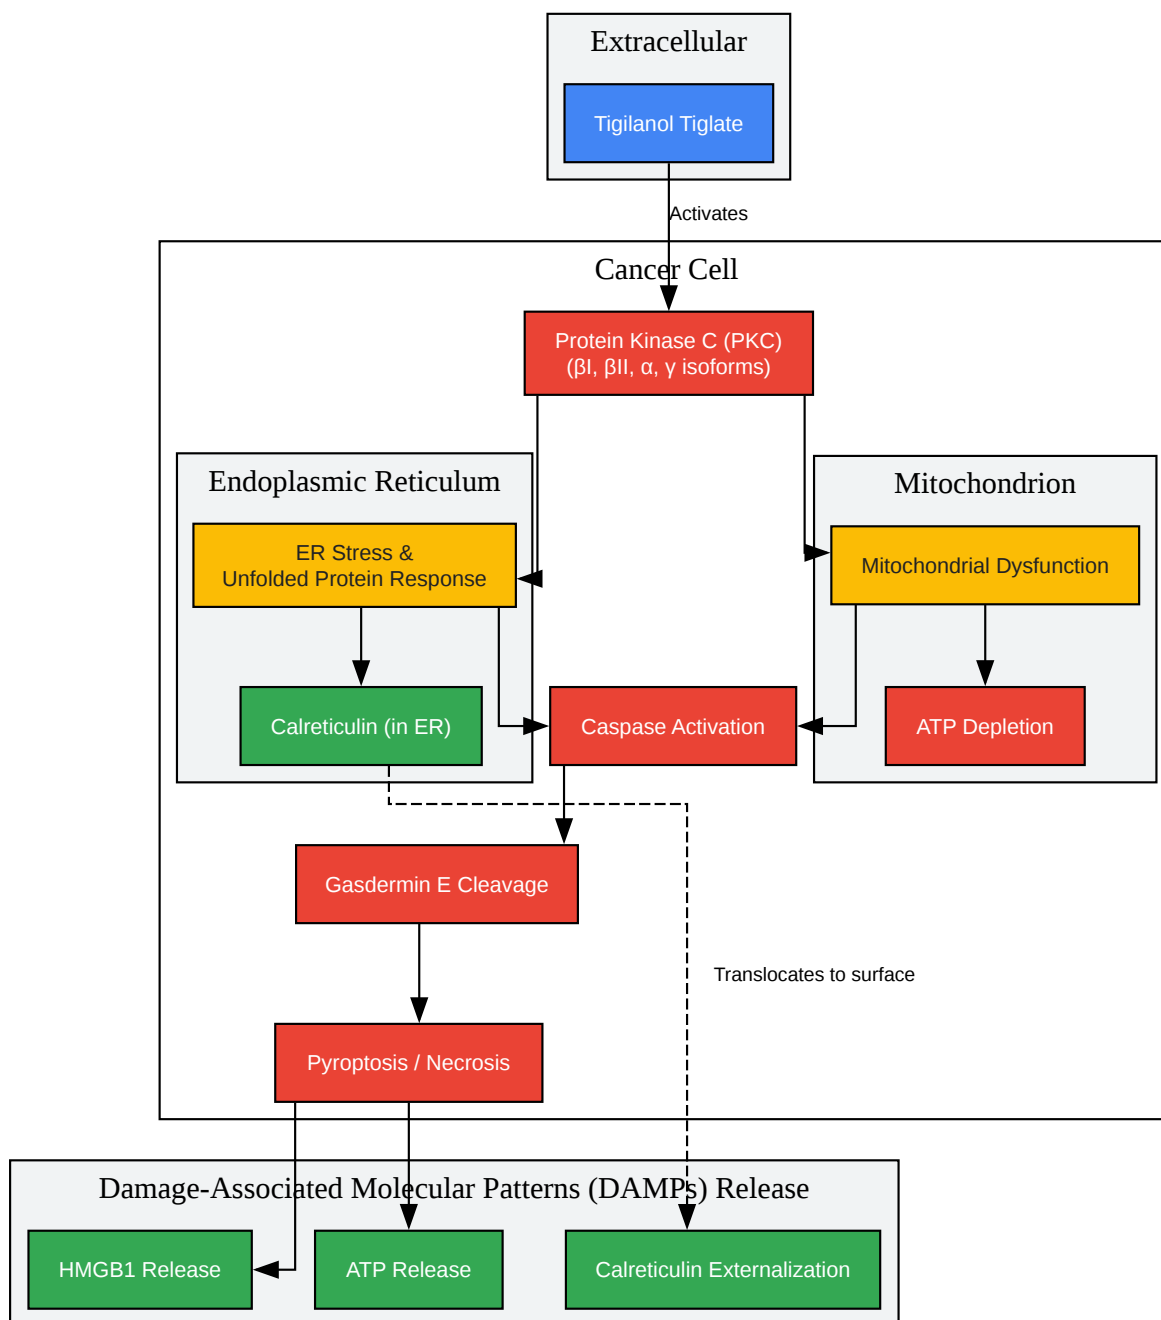 Extracellular
Tigilanol Tiglate
Activates
Cancer Cell
Protein Kinase C (PKC)
(βI, βII, α, γ isoforms)
Endoplasmic Reticulum
Mitochondrion
ER Stress &
Unfolded Protein Response
Mitochondrial Dysfunction
Calreticulin (in ER)
Caspase Activation
ATP Depletion
Gasdermin E Cleavage
Translocates to surface
Pyroptosis / Necrosis
Damage-Associated Molecular Patterns (DAMPs) Release
HMGB1 Release
ATP Release
Calreticulin Externalization